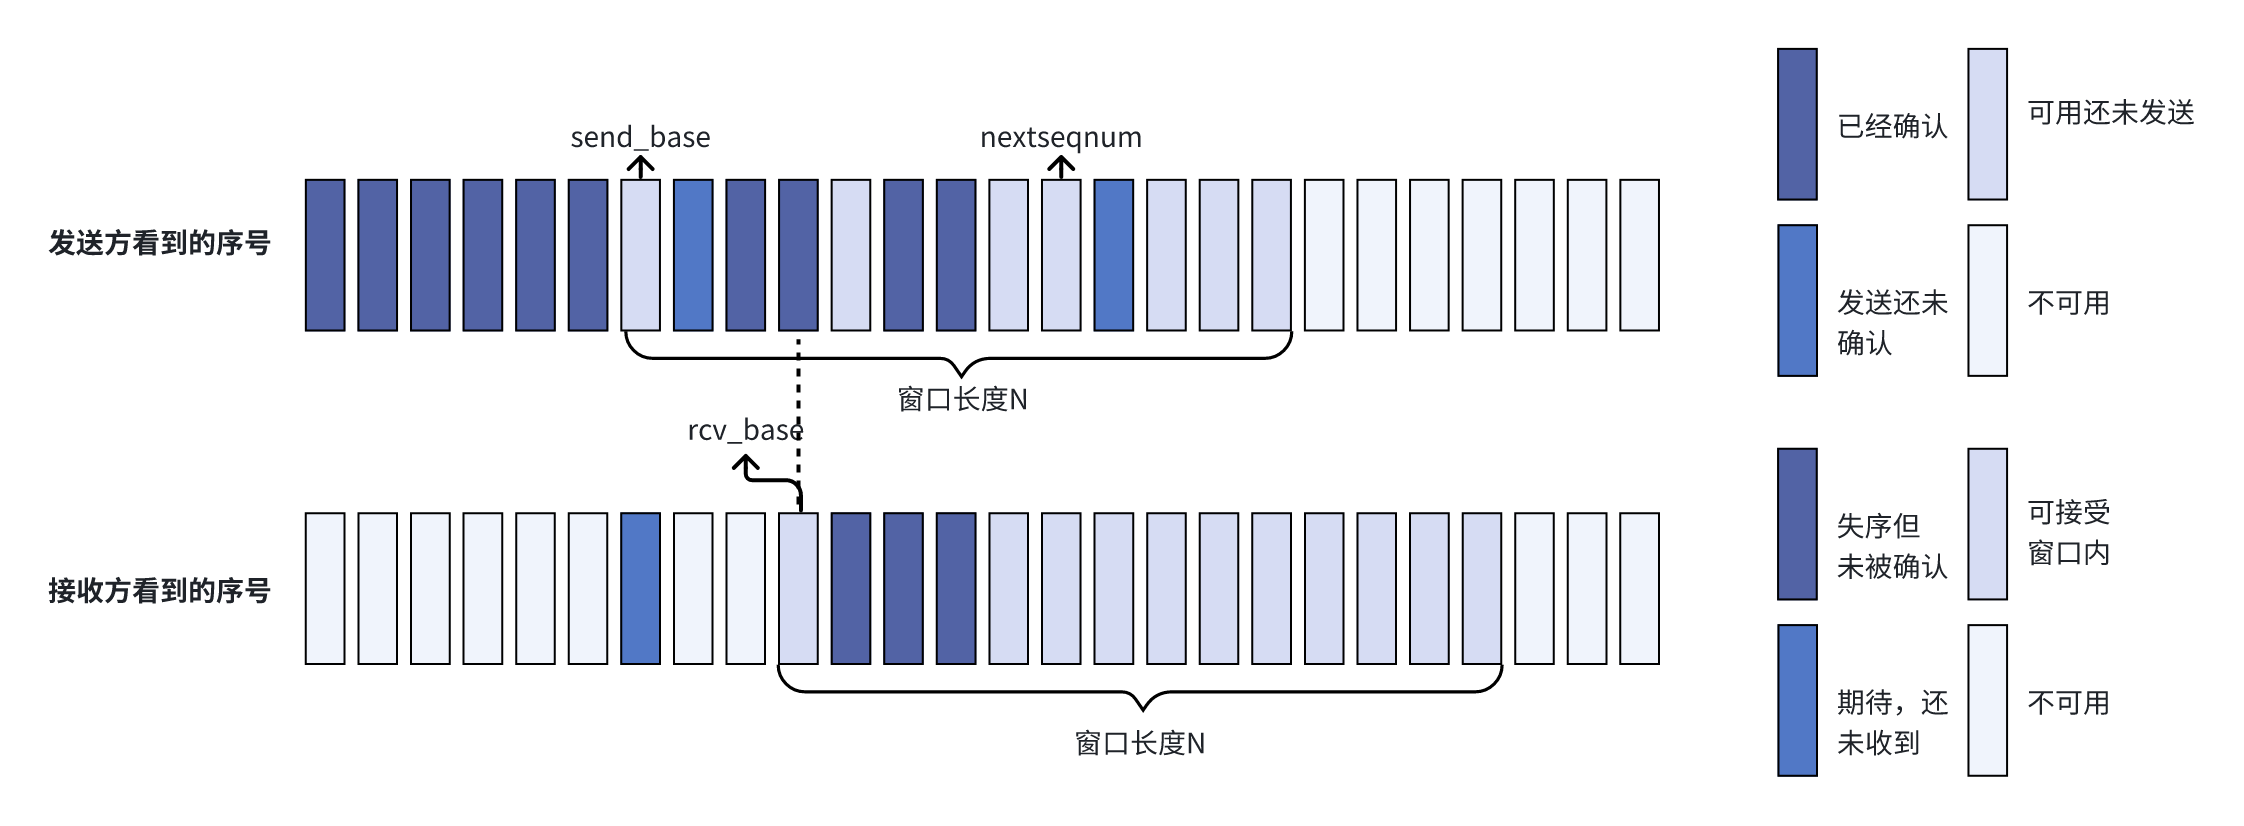 send_base
nextseqnum
发送方看到的序号
窗口长度N
rcv_base
接收方看到的序号
窗口长度N
已经确认
可用还未发送
发送还未
确认
不可用
失序但
未被确认
可接受
窗口内
期待，还
未收到
不可用